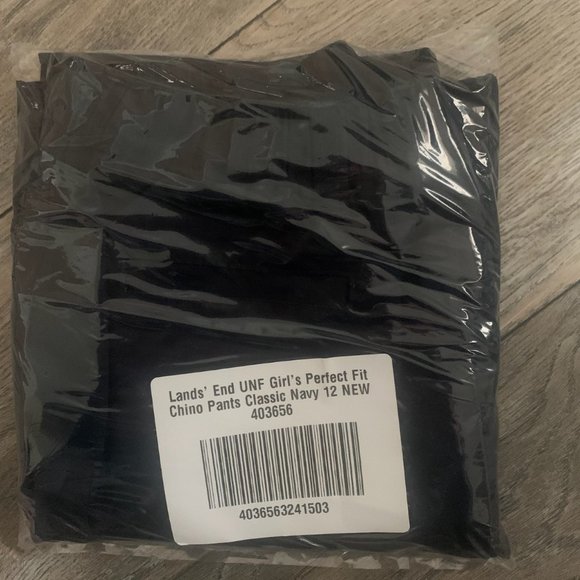 Lands' End UNF Girl's Perfect Fit
Chino Pants Classic Navy 12 NEW
403656
4036563241503